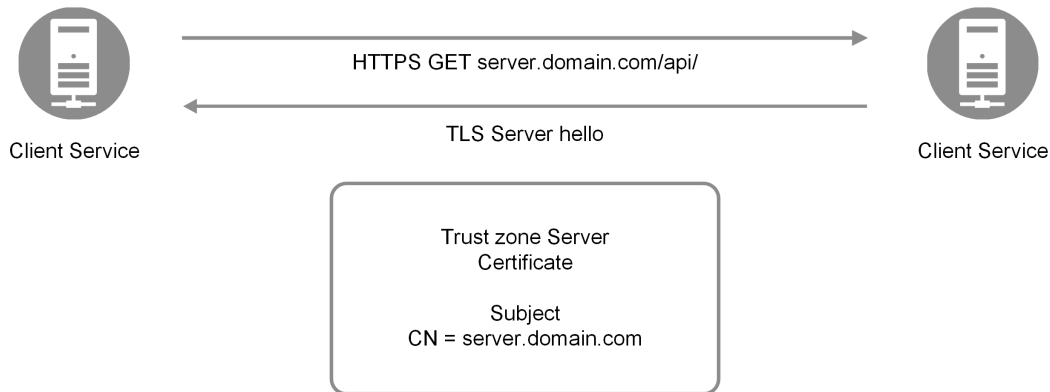 HTTPS GET server.domain.com/api/
TLS Server hello
Client Service
Client Service
Trust zone Server
Certificate
Subject
CN = server.domain.com